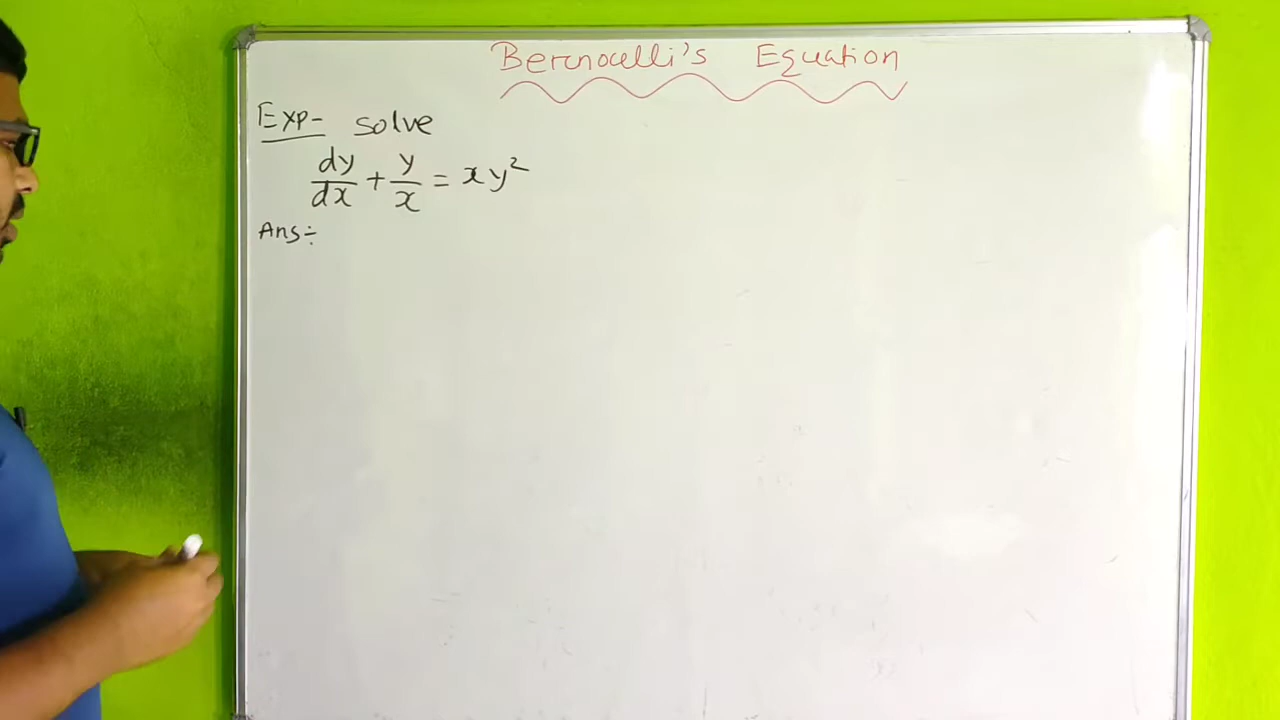 Bernoulli's Equation
Exp- solve
dy/dx + y/x = xy²
Ans÷